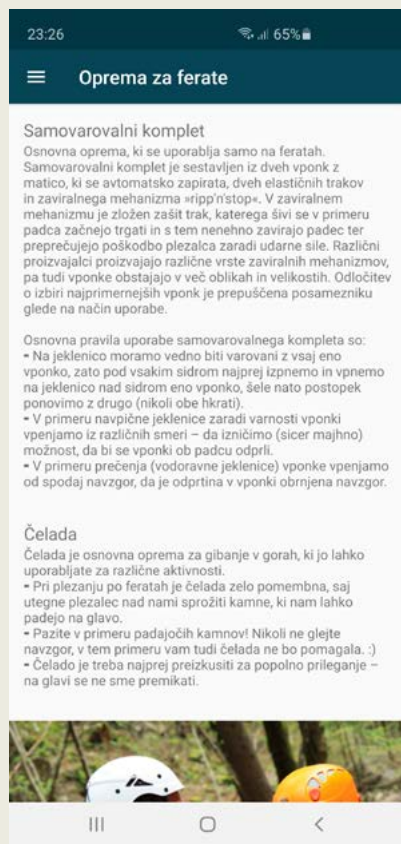 23:26
65%
Oprema za ferate
Samovarovalni komplet
Osnovna oprema, ki se uporablja samo na feratah.
Samovarovalni komplet je sestavljen iz dveh vponk z
matico, ki se avtomatsko zapirata, dveh elastičnih trakov
in zaviralnega mehanizma »ripp'n'stop«. V zaviralnem
mehanizmu je zložen zašit trak, katerega šivi se v primeru
padca začnejo trgati in s tem nenehno zavirajo padec ter
preprečujejo poškodbo plezalca zaradi udarne sile. Različni
proizvajalci proizvajajo različne vrste zaviralnih mehanizmov,
pa tudi vponke obstajajo v več oblikah in velikostih. Odločitev
o izbiri najprimernejših vponk je prepuščena posamezniku
glede na način uporabe.
Osnovna pravila uporabe samovarovalnega kompleta so:
- Na jeklenico moramo vedno biti varovani z vsaj eno
vponko, zato pod vsakim sidrom najprej izpnemo in vpnemo
na jeklenico nad sidrom eno vponko, šele nato postopek
ponovimo z drugo (nikoli obe hkrati).
- V primeru navpične jeklenice zaradi varnosti vponki
vpenjamo iz različnih smeri – da izničimo (sicer majhno)
možnost, da bi se vponki ob padcu odprli.
- V primeru prečenja (vodoravne jeklenice) vponke vpenjamo
od spodaj navzgor, da je odprtina v vponki obrnjena navzgor.
Čelada
Čelada je osnovna oprema za gibanje v gorah, ki jo lahko
uporabljate za različne aktivnosti.
- Pri plezanju po feratah je čelada zelo pomembna, saj
utegne plezalec nad nami sprožiti kamne, ki nam lahko
padejo na glavo.
- Pazite v primeru padajočih kamnov! Nikoli ne glejte
navzgor, v tem primeru vam tudi čelada ne bo pomagala. :)
- Čelado je treba najprej preizkusiti za popolno prileganje –
na glavi se ne sme premikati.